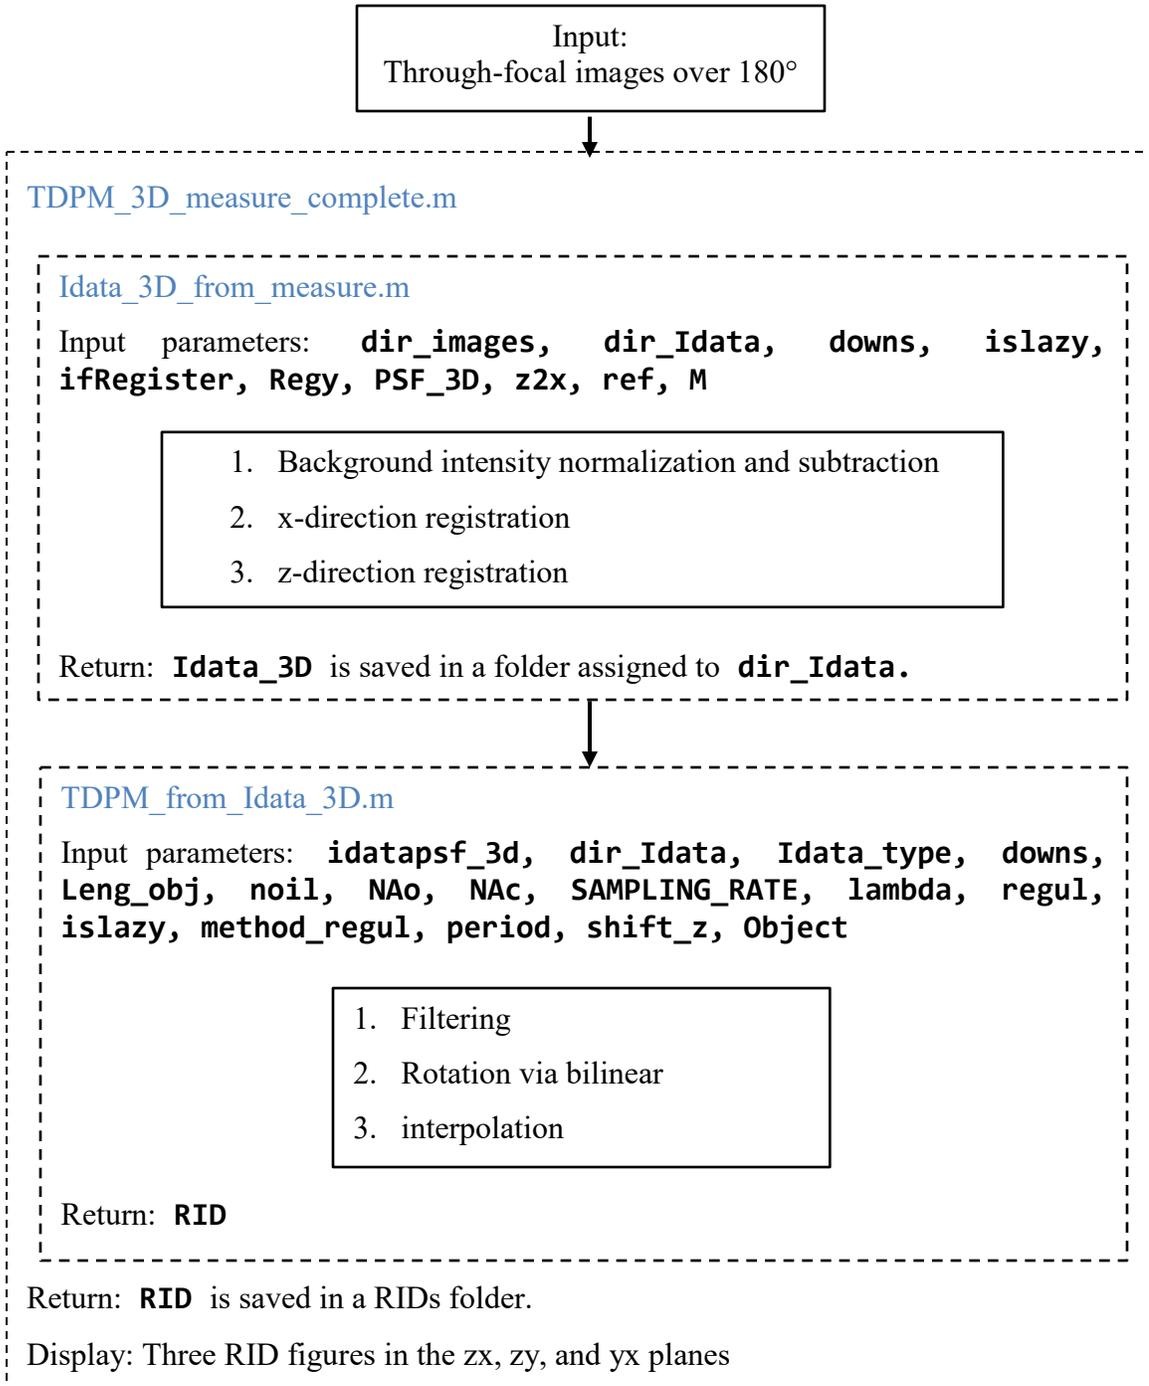 Input:
Through-focal images over 180°
TDPM_3D_measure_complete.m
Idata_3D_from_measure.m
Input parameters: dir_images, dir_Idata, downs, islazy,
ifRegister, Regy, PSF_3D, z2x, ref, M
1. Background intensity normalization and subtraction
2. x-direction registration
3. z-direction registration
Return: Idata_3D is saved in a folder assigned to dir_Idata.
TDPM_from_Idata_3D.m
Input parameters: idatapsf_3d, dir_Idata, Idata_type, downs,
Leng_obj, noil, NAo, NAc, SAMPLING_RATE, lambda, regul,
islazy, method_regul, period, shift_z, Object
1. Filtering
2. Rotation via bilinear
3. interpolation
Return: RID
Return: RID is saved in a RIDs folder.
Display: Three RID figures in the zx, zy, and yx planes